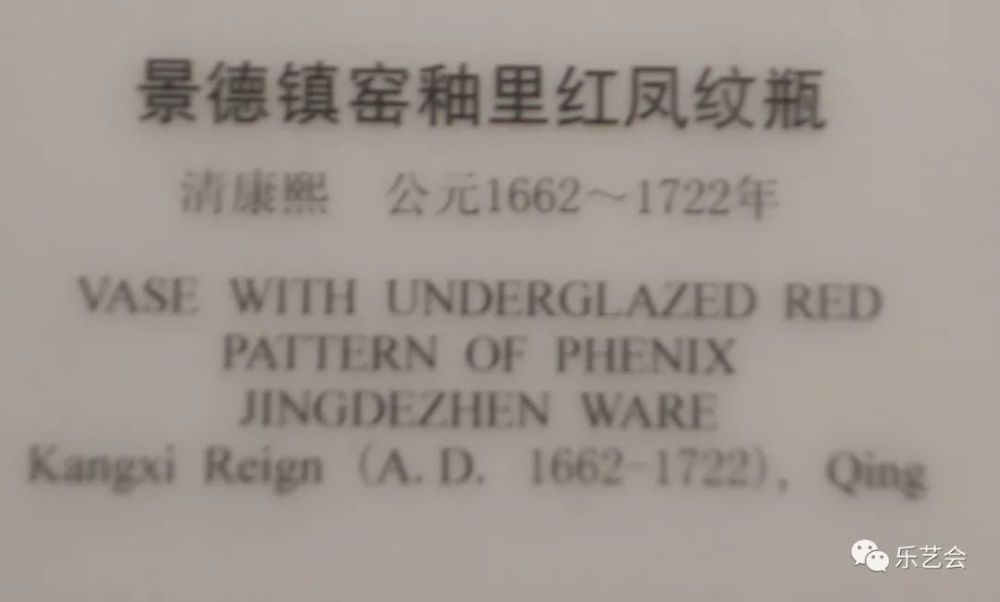 景德镇窑釉里红凤纹瓶
清康熙 公元1662～1722年
VASE WITH UNDERGLAZED RED
PATTERN OF PHENIX
JINGDEZHEN WARE
Kangxi Reign (A.D. 1662-1722), Qing
乐艺会